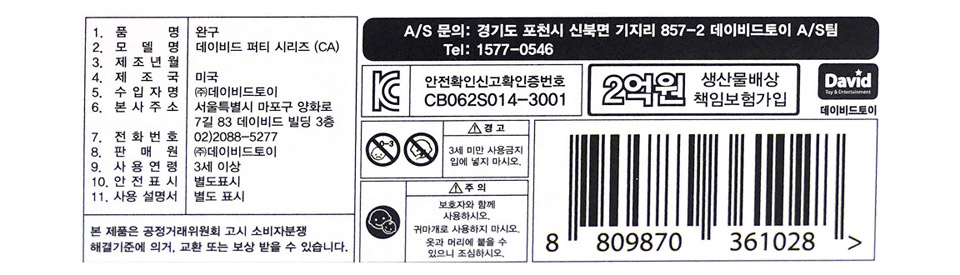 1. 품 명 완구
2. 모 델 명 데이비드 퍼티 시리즈 (CA)
3. 제 조 년 월
4. 제 조 국 미국
5. 수 입 자 명 ㈜데이비드토이
6. 본 사 주 소 서울특별시 마포구 양화로
7길 83 데이비드 빌딩 3층
7. 전 화 번 호 02)2088-5277
8. 판 매 원 ㈜데이비드토이
9. 사 용 연 령 3세 이상
10. 안 전 표 시 별도표시
11. 사용 설명서 별도 표시
본 제품은 공정거래위원회 고시 소비자분쟁
해결기준에 의거, 교환 또는 보상 받을 수 있습니다.
A/S 문의: 경기도 포천시 신북면 기지리 857-2 데이비드토이 A/S팀
Tel: 1577-0546
KC 안전확인신고확인증번호
CB062S014-3001
2억원 생산물배상
책임보험가입
David
Toy & Entertainment
데이비드토이
0-3
⚠경 고
3세 미만 사용금지
입에 넣지 마시오.
⚠주 의
보호자와 함께
사용하시오.
귀마개로 사용하지 마시오.
옷과 머리에 붙을 수
있으니 조심하시오.
8 809870 361028 >